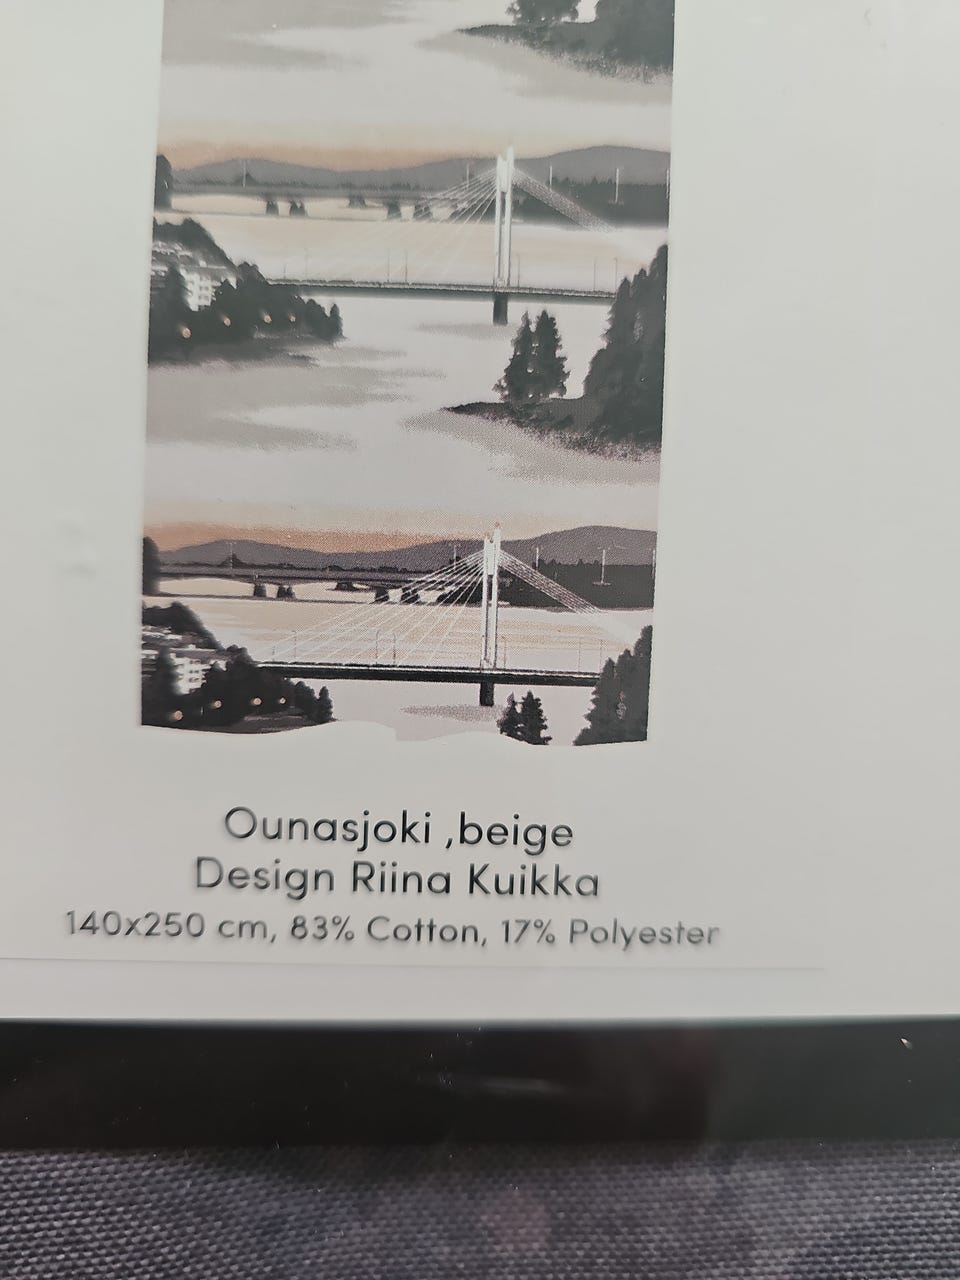 Ounasjoki ,beige
Design Riina Kuikka
140x250 cm, 83% Cotton, 17% Polyester